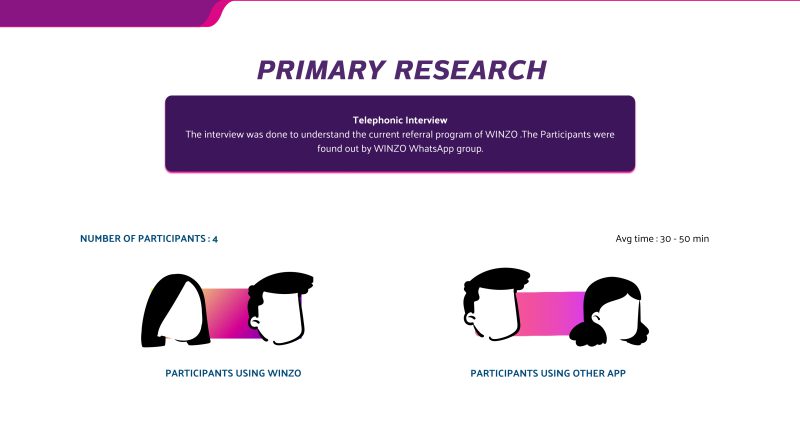 PRIMARY RESEARCH
Telephonic Interview
The interview was done to understand the current referral program of WINZO .The Participants were
found out by WINZO WhatsApp group.
NUMBER OF PARTICIPANTS : 4
Avg time : 30 - 50 min
PARTICIPANTS USING WINZO
PARTICIPANTS USING OTHER APP